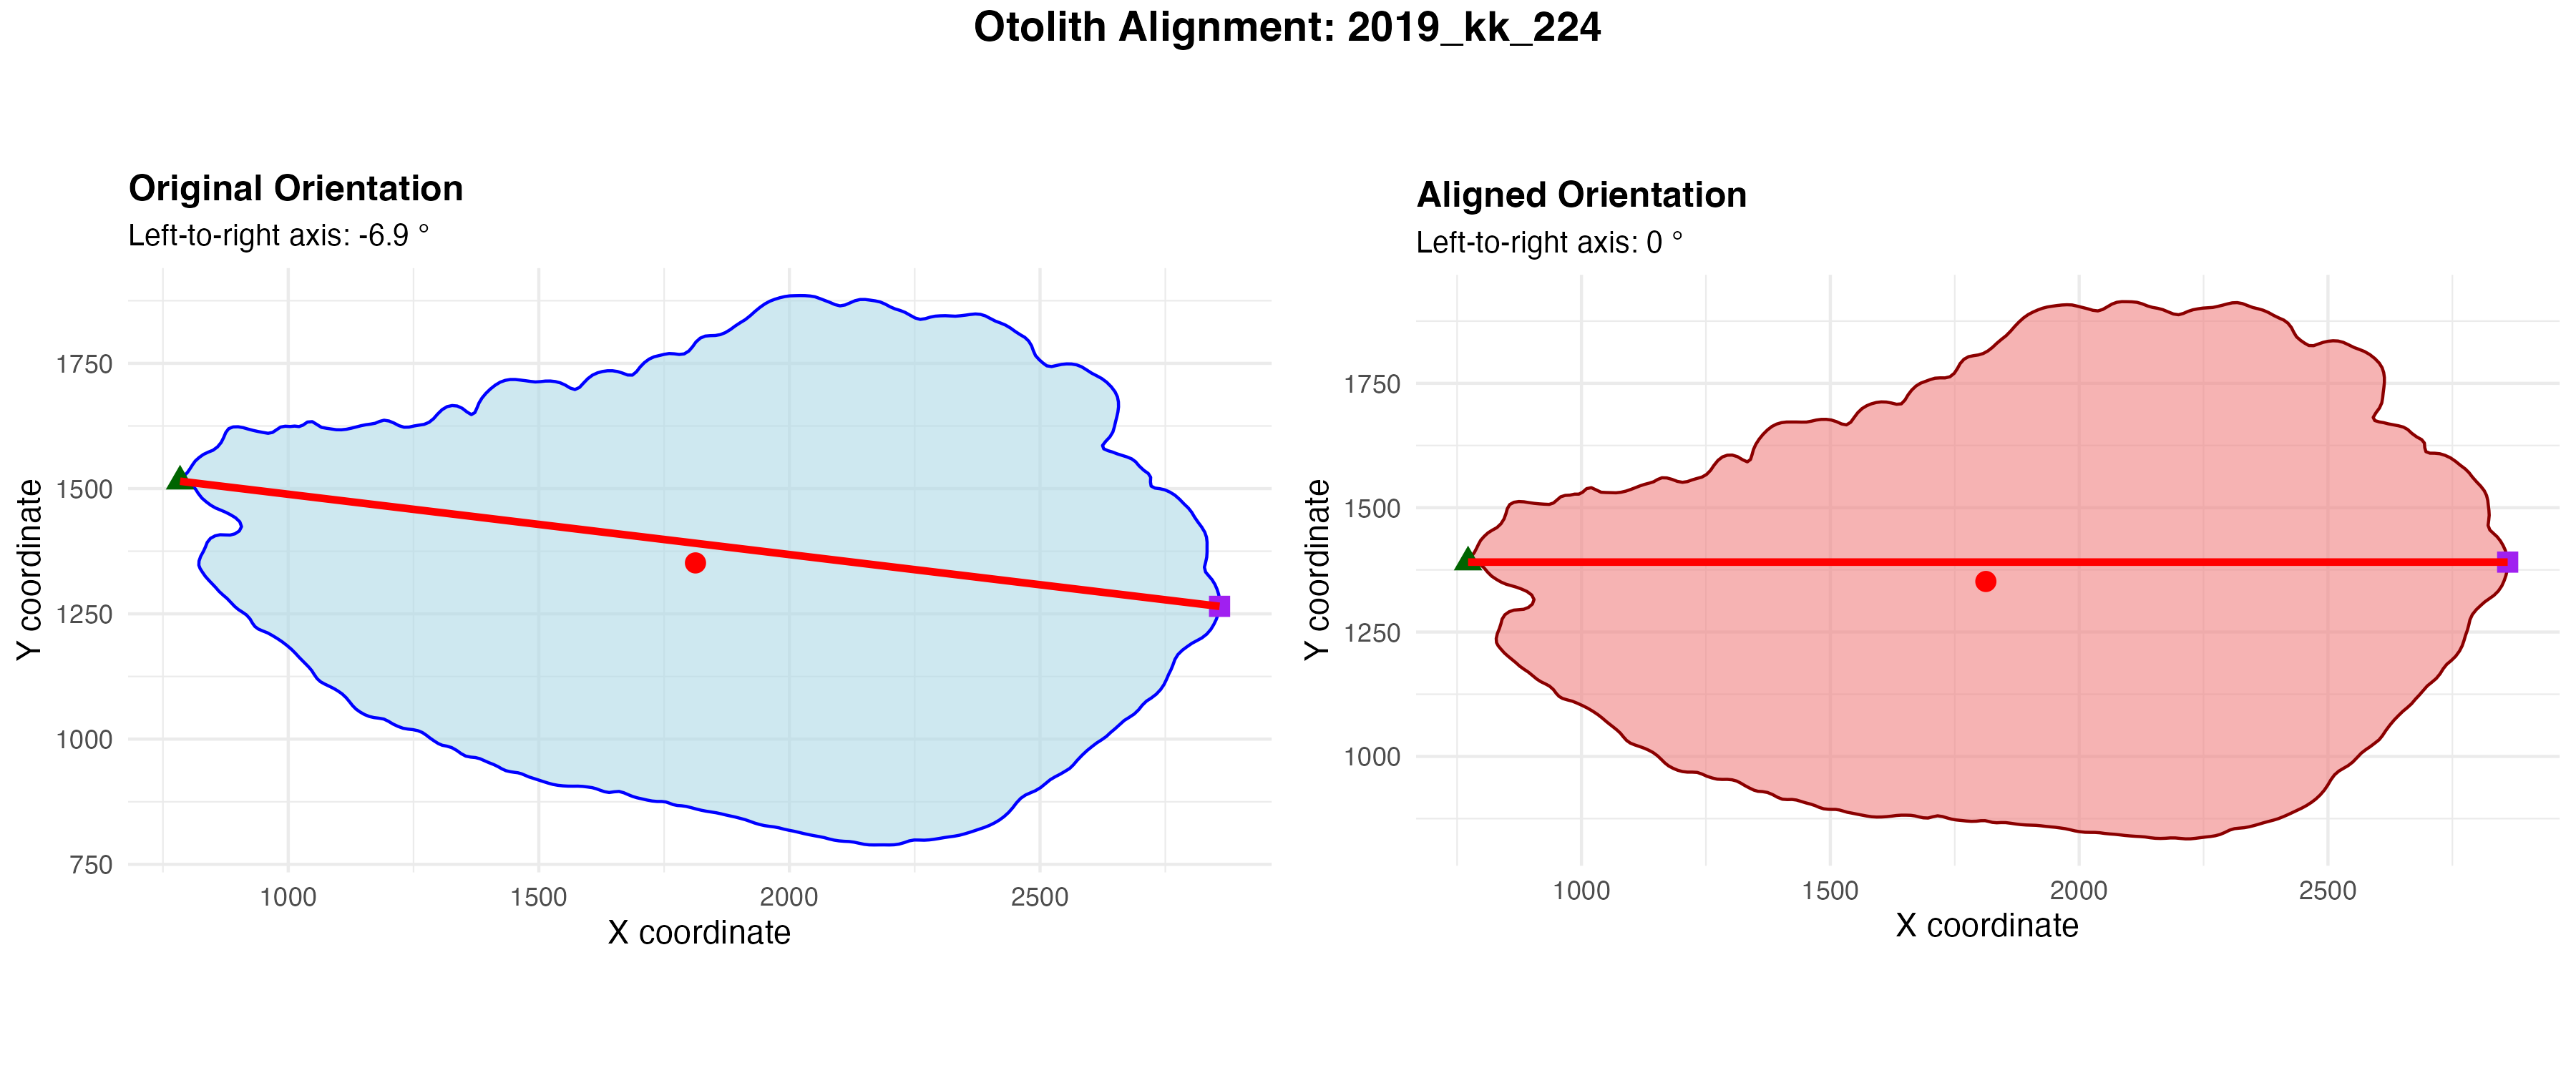 Otolith Alignment: 2019_kk_224
Original Orientation
Left-to-right axis: -6.9 °
Y coordinate
1750
1500
1250
1000
750
1000 1500 2000 2500
X coordinate
Aligned Orientation
Left-to-right axis: 0 °
Y coordinate
1750
1500
1250
1000
1000 1500 2000 2500
X coordinate